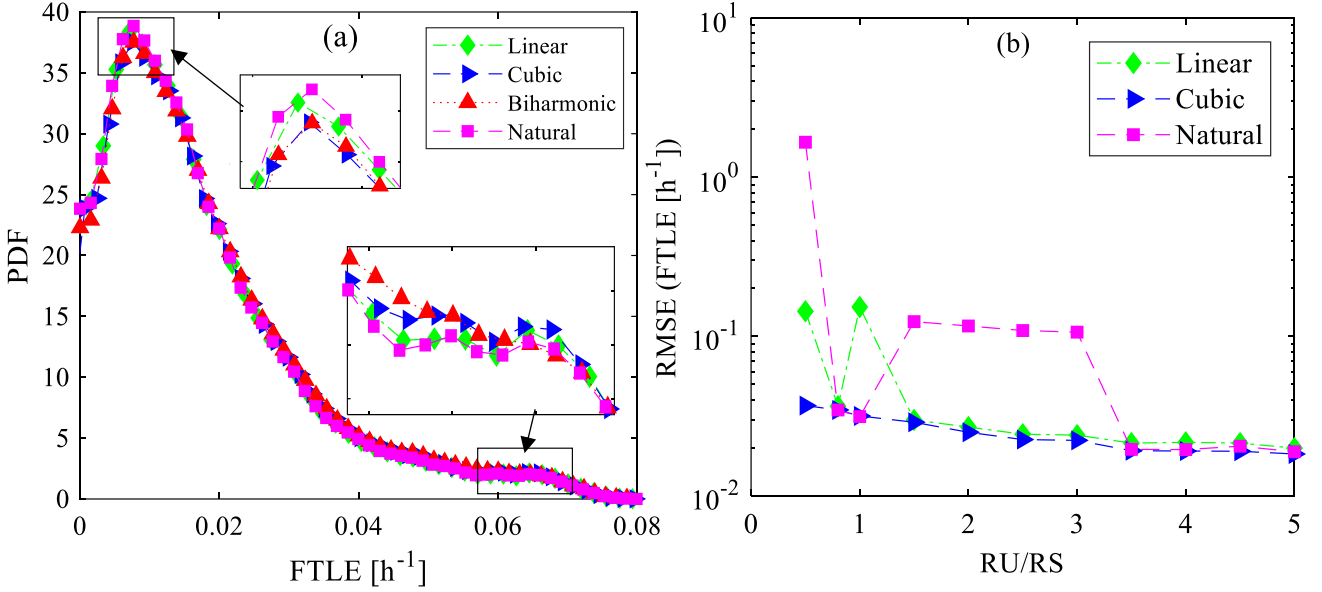 (a)
40
35
30
25
20
15
10
5
0
PDF
0
0.02
0.04
0.06
0.08
FTLE [h⁻¹]
Linear
Cubic
Biharmonic
Natural
(b)
10¹
10⁰
10⁻¹
10⁻²
RMSE (FTLE [h⁻¹])
0
1
2
3
4
5
RU/RS
Linear
Cubic
Natural